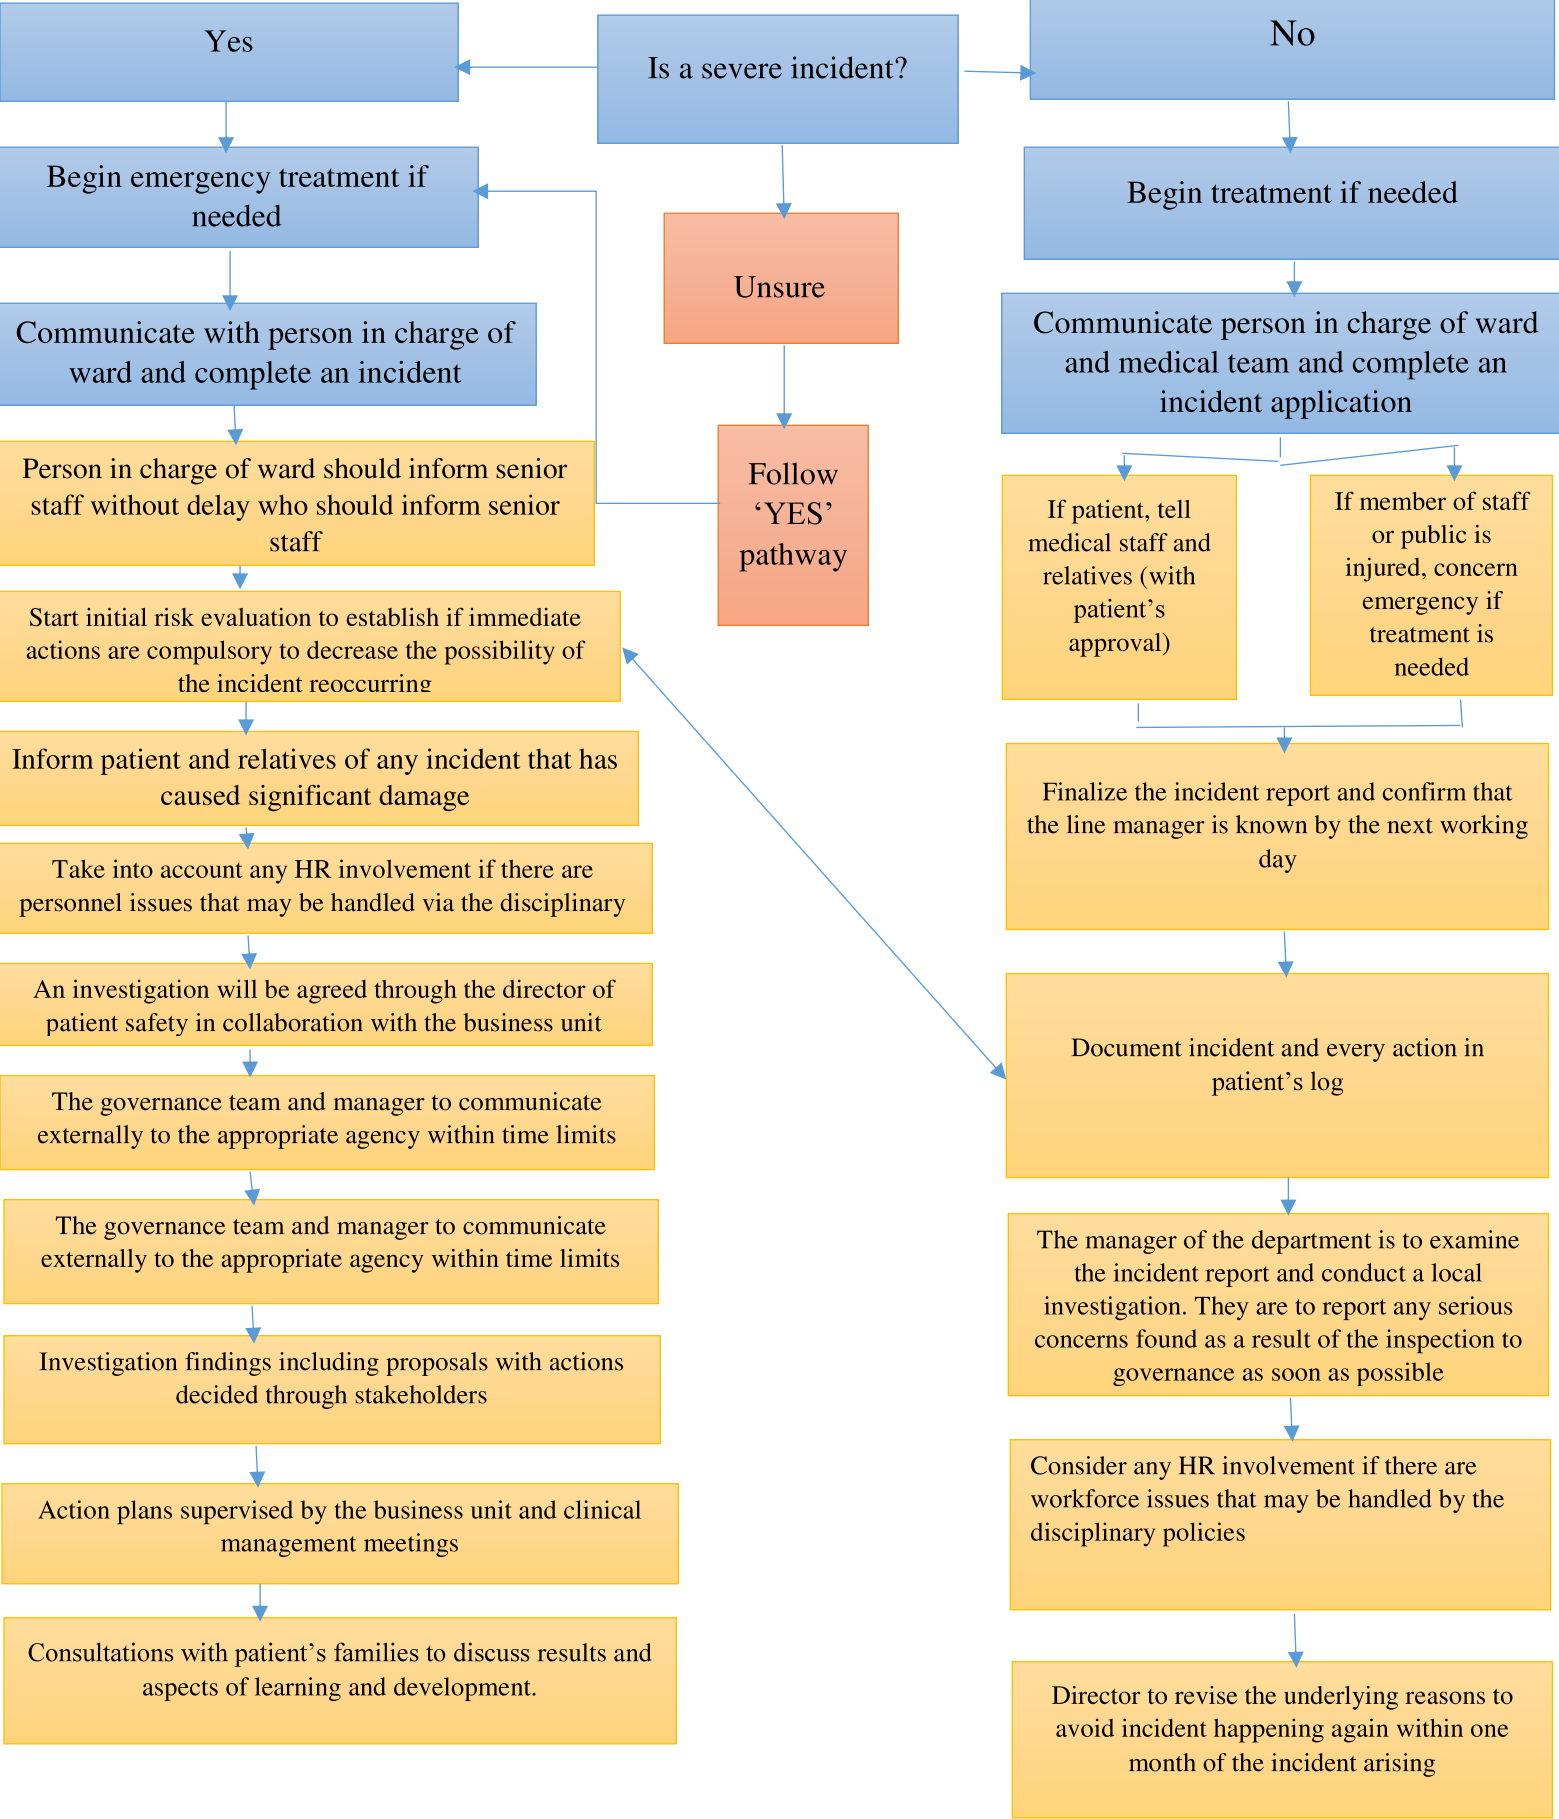 Is a severe incident?
Yes
Begin emergency treatment if
needed
Communicate with person in charge of
ward and complete an incident
Person in charge of ward should inform senior
staff without delay who should inform senior
staff
Start initial risk evaluation to establish if immediate
actions are compulsory to decrease the possibility of
the incident reoccurring
Inform patient and relatives of any incident that has
caused significant damage
Take into account any HR involvement if there are
personnel issues that may be handled via the disciplinary
An investigation will be agreed through the director of
patient safety in collaboration with the business unit
The governance team and manager to communicate
externally to the appropriate agency within time limits
The governance team and manager to communicate
externally to the appropriate agency within time limits
Investigation findings including proposals with actions
decided through stakeholders
Action plans supervised by the business unit and clinical
management meetings
Consultations with patient’s families to discuss results and
aspects of learning and development.
Unsure
Follow
‘YES’
pathway
No
Begin treatment if needed
Communicate person in charge of ward
and medical team and complete an
incident application
If patient, tell
medical staff and
relatives (with
patient’s
approval)
If member of staff
or public is
injured, concern
emergency if
treatment is
needed
Finalize the incident report and confirm that
the line manager is known by the next working
day
Document incident and every action in
patient’s log
The manager of the department is to examine
the incident report and conduct a local
investigation. They are to report any serious
concerns found as a result of the inspection to
governance as soon as possible
Consider any HR involvement if there are
workforce issues that may be handled by the
disciplinary policies
Director to revise the underlying reasons to
avoid incident happening again within one
month of the incident arising